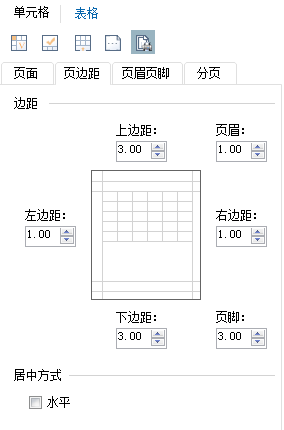 单元格 表格
页面 页边距 页眉页脚 分页
边距
上边距： 页眉：
3.00 1.00
左边距： 右边距：
1.00 1.00
下边距： 页脚：
3.00 3.00
居中方式
水平